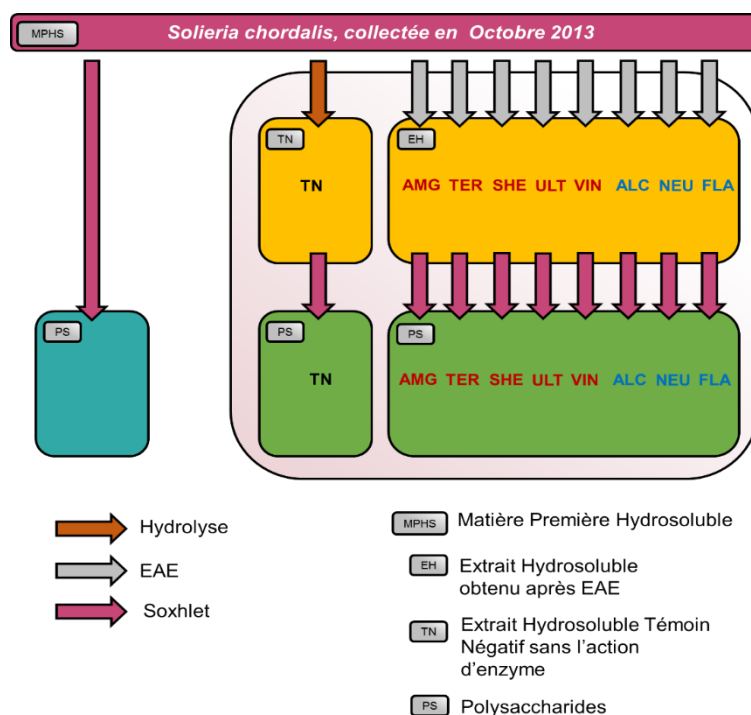 MPHS
Solieria chordalis, collectée en Octobre 2013
TN
EH
TN
AMG TER SHE ULT VIN ALC NEU FLA
PS
PS
PS
TN
AMG TER SHE ULT VIN ALC NEU FLA
Hydrolyse
EAE
Soxhlet
MPHS Matière Première Hydrosoluble
EH Extrait Hydrosoluble
obtenu après EAE
TN Extrait Hydrosoluble Témoin
Négatif sans l'action
d'enzyme
PS Polysaccharides